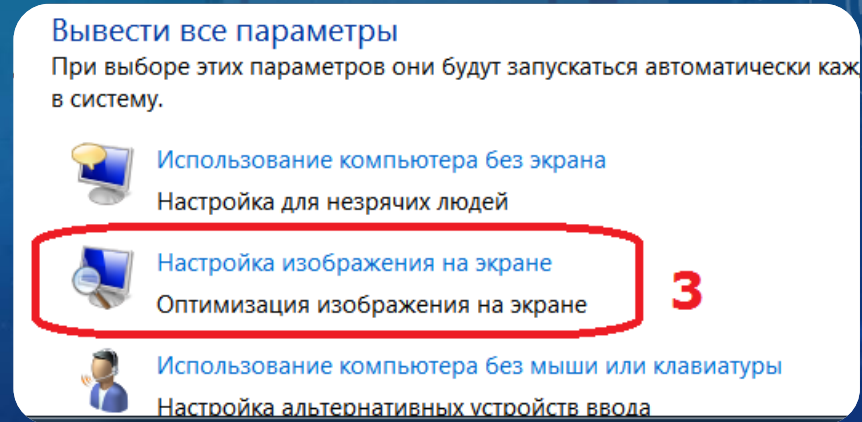 Вывести все параметры
При выборе этих параметров они будут запускаться автоматически каж
в систему.
Использование компьютера без экрана
Настройка для незрячих людей
Настройка изображения на экране
Оптимизация изображения на экране
3
Использование компьютера без мыши или клавиатуры
Настройка альтернативных устройств ввода